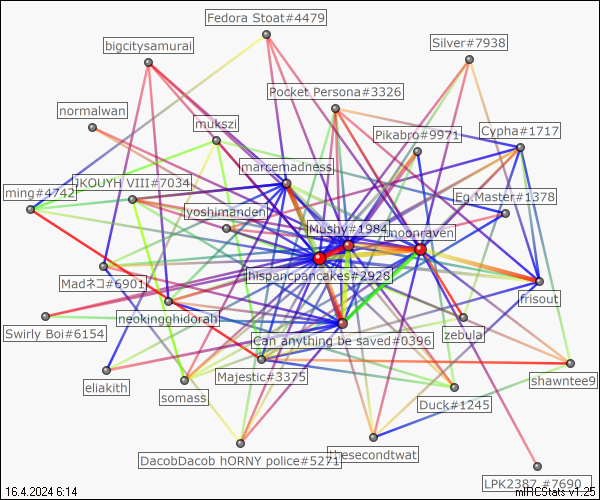 Fedora Stoat#4479
bigcitysamurai
Silver#7938
Pocket Persona#3326
normalwan
mukszi
Pikabro#9971
Cypha#1717
marcemadness
ming#4742
JKOUYH VIII#7034
Eg.Master#1378
yoshimanden
Mushy#1984
moonraven
hispancpancakes#2928
Madネコ#6901
frisout
neokingghidorah
Swirly Boi#6154
Can anything be saved#0396
zebula
eliakith
somass
Majestic#3375
shawntee9
Duck#1245
DacobDacob hORNY police#5271
thesecondtwat
LPK2387_#7690
16.4.2024 6:14
mIRCStats v1.25